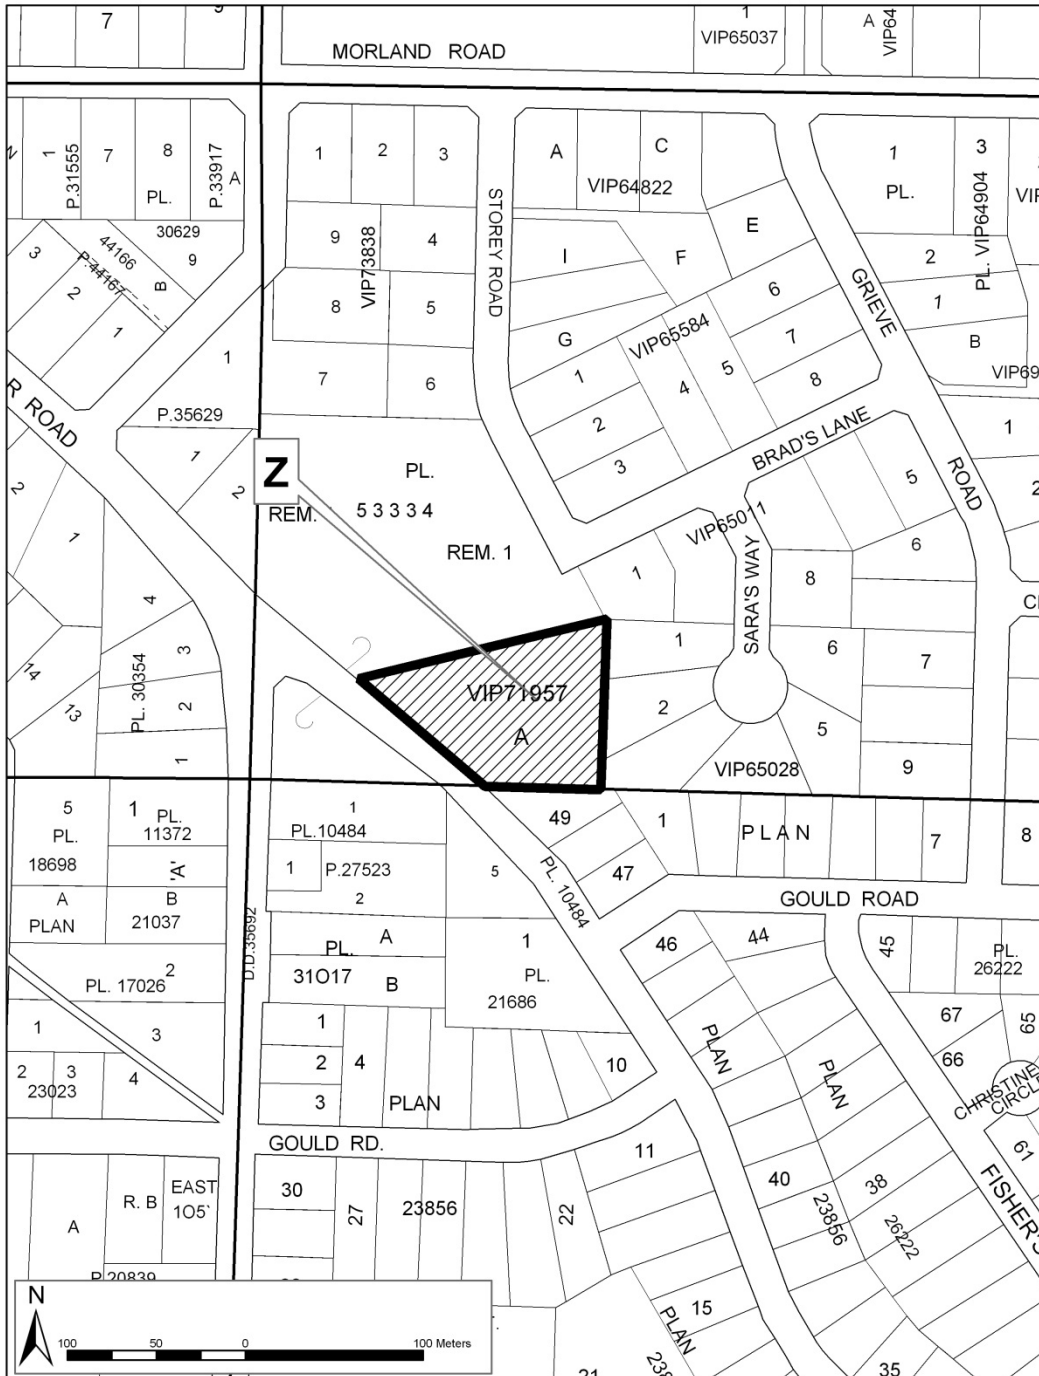 7
9
1
VIP65037
A
VIP64
MORLAND ROAD
N
1
P.31555
7
8
PL.
P.33917
A
30629
1
2
3
A
C
VIP64822
1
PL.
3
PL. VIP64904
VIP
3
44166
P.44167
2
1
B
9
9
VIP73838
4
STOREY ROAD
I
F
E
GRIEVE
2
1
8
5
G
VIP65584
6
7
8
B
VIP69
1
7
6
1
2
3
4
5
R ROAD
P.35629
BRAD'S LANE
1
2
1
2
Z
PL.
REM.
53334
REM. 1
VIP65011
5
ROAD
2
1
1
SARA'S WAY
8
6
4
3
2
1
PL. 30354
14
13
VIP71957
A
1
2
6
7
5
VIP65028
9
5
PL.
18698
1
PL.
11372
'A'
A
PLAN
B
21037
1
PL.10484
1
P.27523
2
5
49
47
1
PLAN
7
8
PL. 10484
GOULD ROAD
D.D.35692
PL.
31O17
A
B
1
PL.
21686
46
44
45
PL.
26222
2
PL. 17026
1
3
2
3
4
23023
1
2
3
4
PLAN
10
PLAN
PLAN
67
66
65
CHRISTINE
CIRCLE
61
GOULD RD.
11
A
R. B
EAST
105'
30
27
23856
22
40
38
23856
26222
FISHER'S
P.20839
15
PLAN
35
N
100
50
0
100 Meters